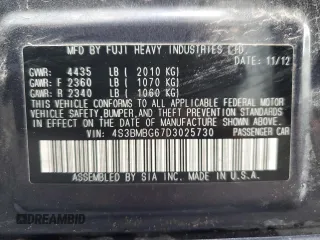 MFD BY FUJI HEAVY INDUSTRIES LTD.
DATE: 11/12
GVWR: 4435 LB ( 2010 KG)
GAWR: F 2360 LB ( 1070 KG)
GAWR: R 2340 LB ( 1060 KG)
THIS VEHICLE CONFORMS TO ALL APPLICABLE
FEDERAL MOTOR
VEHICLE SAFETY, BUMPER, AND THEFT PREVENTION STANDARDS
IN EFFECT ON THE DATE OF MANUFACTURE SHOWN ABOVE.
VIN: 4S3BMBG67D3025730
PASSENGER CAR
ASSEMBLED BY SIA INC. MADE IN U.S.A.
DREAMBID